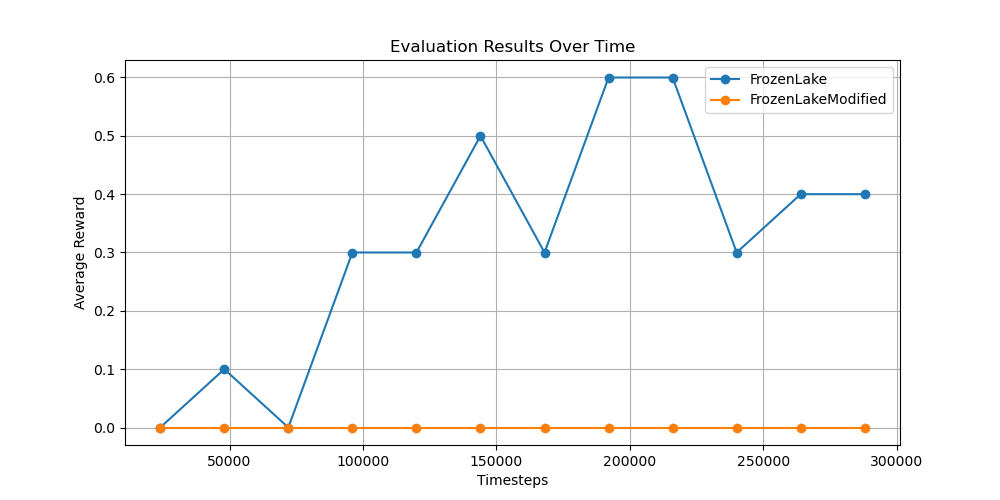 Evaluation Results Over Time
FrozenLake
FrozenLakeModified
Average Reward
0.6
0.5
0.4
0.3
0.2
0.1
0.0
50000 100000 150000 200000 250000 300000
Timesteps